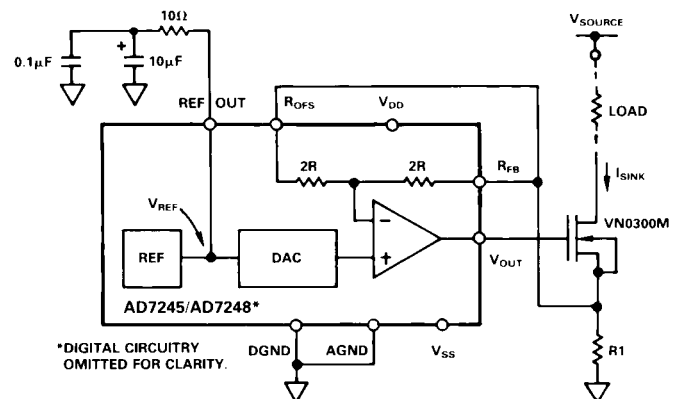 10Ω
V_SOURCE
+
0.1μF
10μF
REF OUT
R_OFS
V_DD
LOAD
2R
2R
R_FB
I_SINK
V_REF
VN0300M
−
REF
DAC
+
V_OUT
AD7245/AD7248*
*DIGITAL CIRCUITRY
OMITTED FOR CLARITY.
DGND
AGND
V_SS
R1